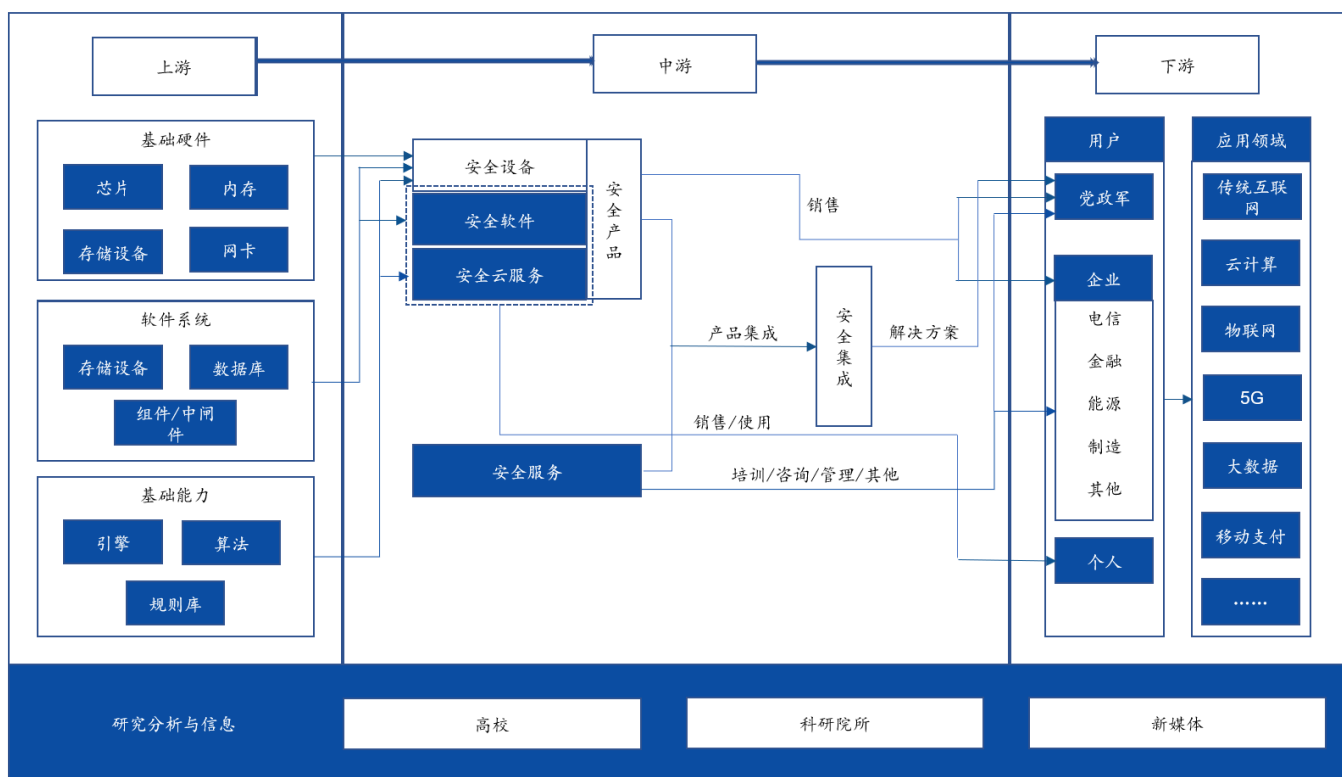 上游
中游
下游
基础硬件
芯片
内存
存储设备
网卡
软件系统
存储设备
数据库
组件/中闸
件
基础能力
引擎
算法
规则库
安全设备
安全软件
安全云服务
安全产品
安全服务
销售
产品集成
安全集成
解决方案
销售/使用
培训/咨询/管理/其他
用户
党政军
企业
电信
金融
能源
制造
其他
个人
应用领域
传统互联
网
云计算
物联网
5G
大数据
移动支付
……
研究分析与信息
高校
科研院所
新媒体